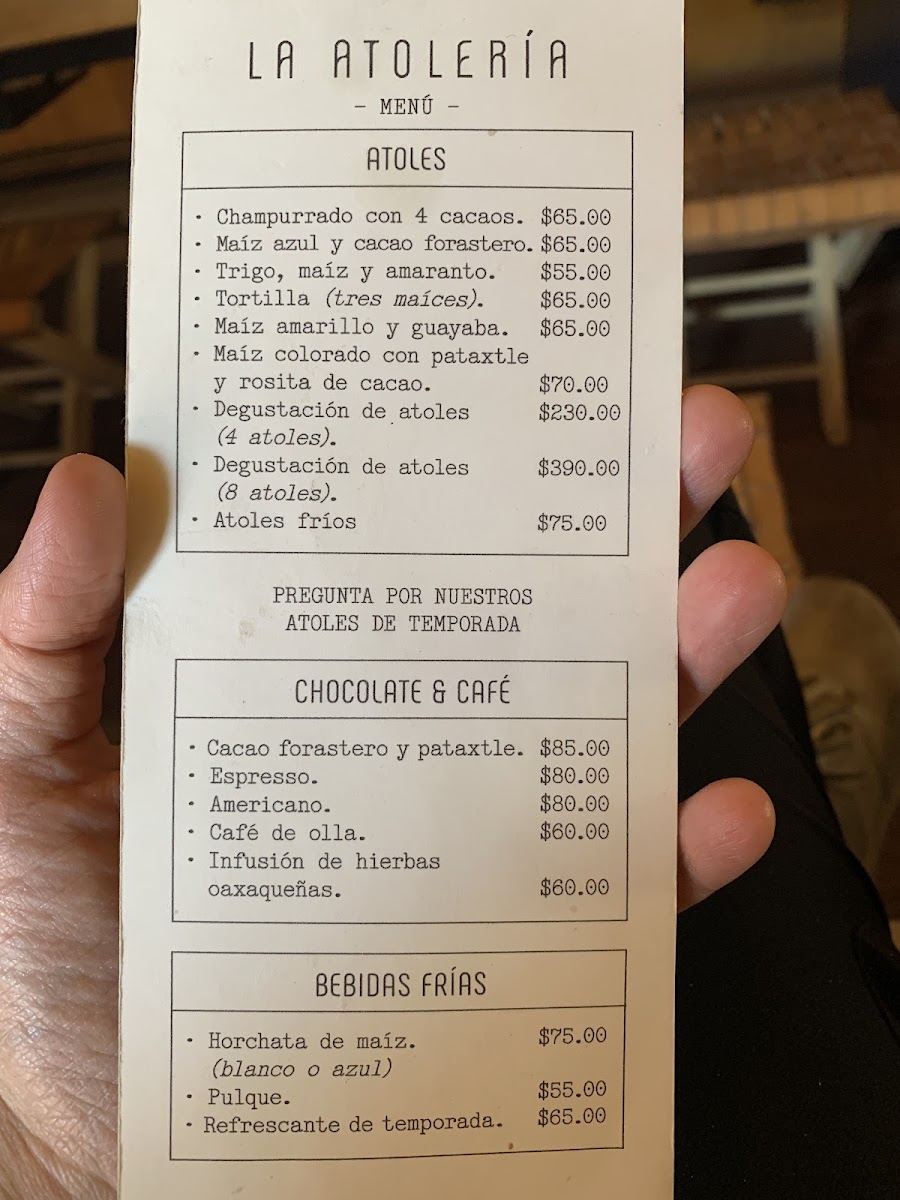 LA ATOLERÍA
– MENÚ –
ATOLES
· Champurrado con 4 cacaos. $65.00
· Maíz azul y cacao forastero. $65.00
· Trigo, maíz y amaranto. $55.00
· Tortilla (tres maíces). $65.00
· Maíz amarillo y guayaba. $65.00
· Maíz colorado con pataxtle
y rosita de cacao. $70.00
· Degustación de atoles $230.00
(4 atoles).
· Degustación de atoles $390.00
(8 atoles).
· Atoles fríos $75.00
PREGUNTA POR NUESTROS
ATOLES DE TEMPORADA
CHOCOLATE & CAFÉ
· Cacao forastero y pataxtle. $85.00
· Espresso. $80.00
· Americano. $80.00
· Café de olla. $60.00
· Infusión de hierbas
oaxaqueñas. $60.00
BEBIDAS FRÍAS
· Horchata de maíz. $75.00
(blanco o azul)
· Pulque. $55.00
· Refrescante de temporada. $65.00